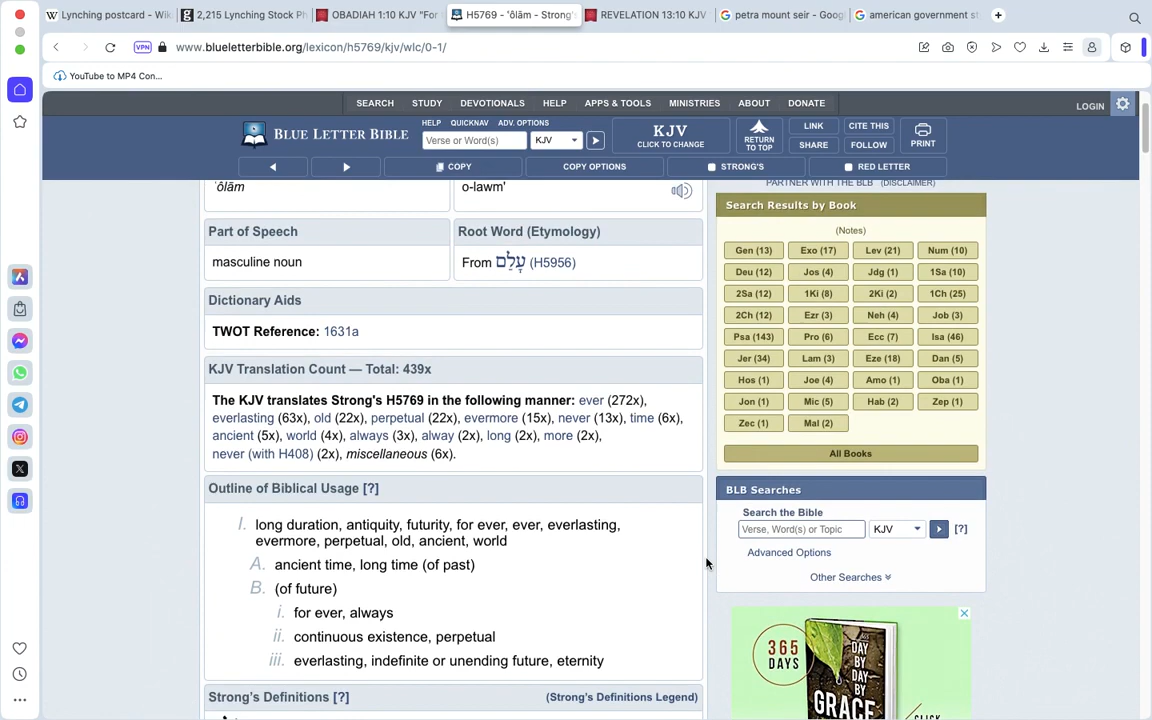 Lynching postcard - Wik
2,215 Lynching Stock Ph
OBADIAH 1:10 KJV "For
H5769 - 'ôlām - Strong's
REVELATION 13:10 KJV
petra mount seir - Goog
american government st
VPN
www.blueletterbible.org/lexicon/h5769/kjv/wlc/0-1/
YouTube to MP4 Con...
SEARCH STUDY DEVOTIONALS HELP APPS & TOOLS MINISTRIES ABOUT DONATE LOGIN
BLUE LETTER BIBLE
HELP QUICKNAV ADV. OPTIONS
Verse or Word(s) KJV
KJV
CLICK TO CHANGE
RETURN
TO TOP
LINK CITE THIS
SHARE FOLLOW
PRINT
COPY COPY OPTIONS STRONG'S RED LETTER
ʿôlām o-lawm'
Part of Speech Root Word (Etymology)
masculine noun From עָלַם (H5956)
Dictionary Aids
TWOT Reference: 1631a
KJV Translation Count — Total: 439x
The KJV translates Strong's H5769 in the following manner: ever (272x),
everlasting (63x), old (22x), perpetual (22x), evermore (15x), never (13x), time (6x),
ancient (5x), world (4x), always (3x), alway (2x), long (2x), more (2x),
never (with H408) (2x), miscellaneous (6x).
Outline of Biblical Usage [?]
I. long duration, antiquity, futurity, for ever, ever, everlasting,
evermore, perpetual, old, ancient, world
A. ancient time, long time (of past)
B. (of future)
i. for ever, always
ii. continuous existence, perpetual
iii. everlasting, indefinite or unending future, eternity
Strong's Definitions [?] (Strong's Definitions Legend)
PARTNER WITH THE BLB (DISCLAIMER)
Search Results by Book
(Notes)
Gen (13) Exo (17) Lev (21) Num (10)
Deu (12) Jos (4) Jdg (1) 1Sa (10)
2Sa (12) 1Ki (8) 2Ki (2) 1Ch (25)
2Ch (12) Ezr (3) Neh (4) Job (3)
Psa (143) Pro (6) Ecc (7) Isa (46)
Jer (34) Lam (3) Eze (18) Dan (5)
Hos (1) Joe (4) Amo (1) Oba (1)
Jon (1) Mic (5) Hab (2) Zep (1)
Zec (1) Mal (2)
All Books
BLB Searches
Search the Bible
Verse, Word(s) or Topic KJV [?]
Advanced Options
Other Searches
365
DAYS
DAY
BY
DAY
BY
GRACE
CLICK